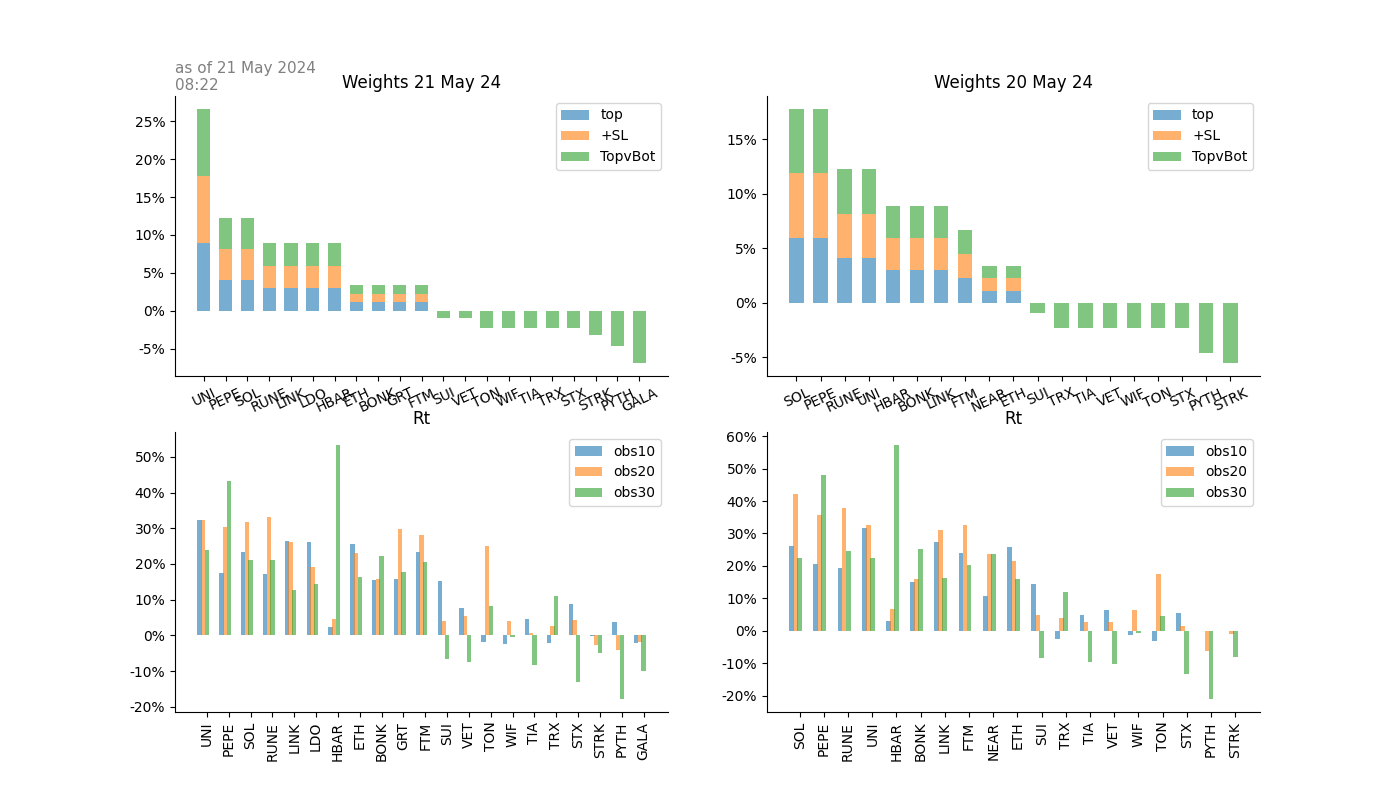 as of 21 May 2024
08:22
Weights 21 May 24
25%
20%
15%
10%
5%
0%
-5%
top
+SL
TopvBot
UNI PEPE SOL RUNE LINK LDO HBAR ETH BONK GRT FTM SUI VET TON WIF TIA TRX STX STRK PYTH GALA
Weights 20 May 24
15%
10%
5%
0%
-5%
top
+SL
TopvBot
SOL PEPE RUNE UNI HBAR BONK LINK FTM NEAR ETH SUI TRX TIA VET WIF TON STX PYTH STRK
Rt
50%
40%
30%
20%
10%
0%
-10%
-20%
obs10
obs20
obs30
UNI PEPE SOL RUNE LINK LDO HBAR ETH BONK GRT FTM SUI VET TON WIF TIA TRX STX STRK PYTH GALA
Rt
60%
50%
40%
30%
20%
10%
0%
-10%
-20%
obs10
obs20
obs30
SOL PEPE RUNE UNI HBAR BONK LINK FTM NEAR ETH SUI TRX TIA VET WIF TON STX PYTH STRK